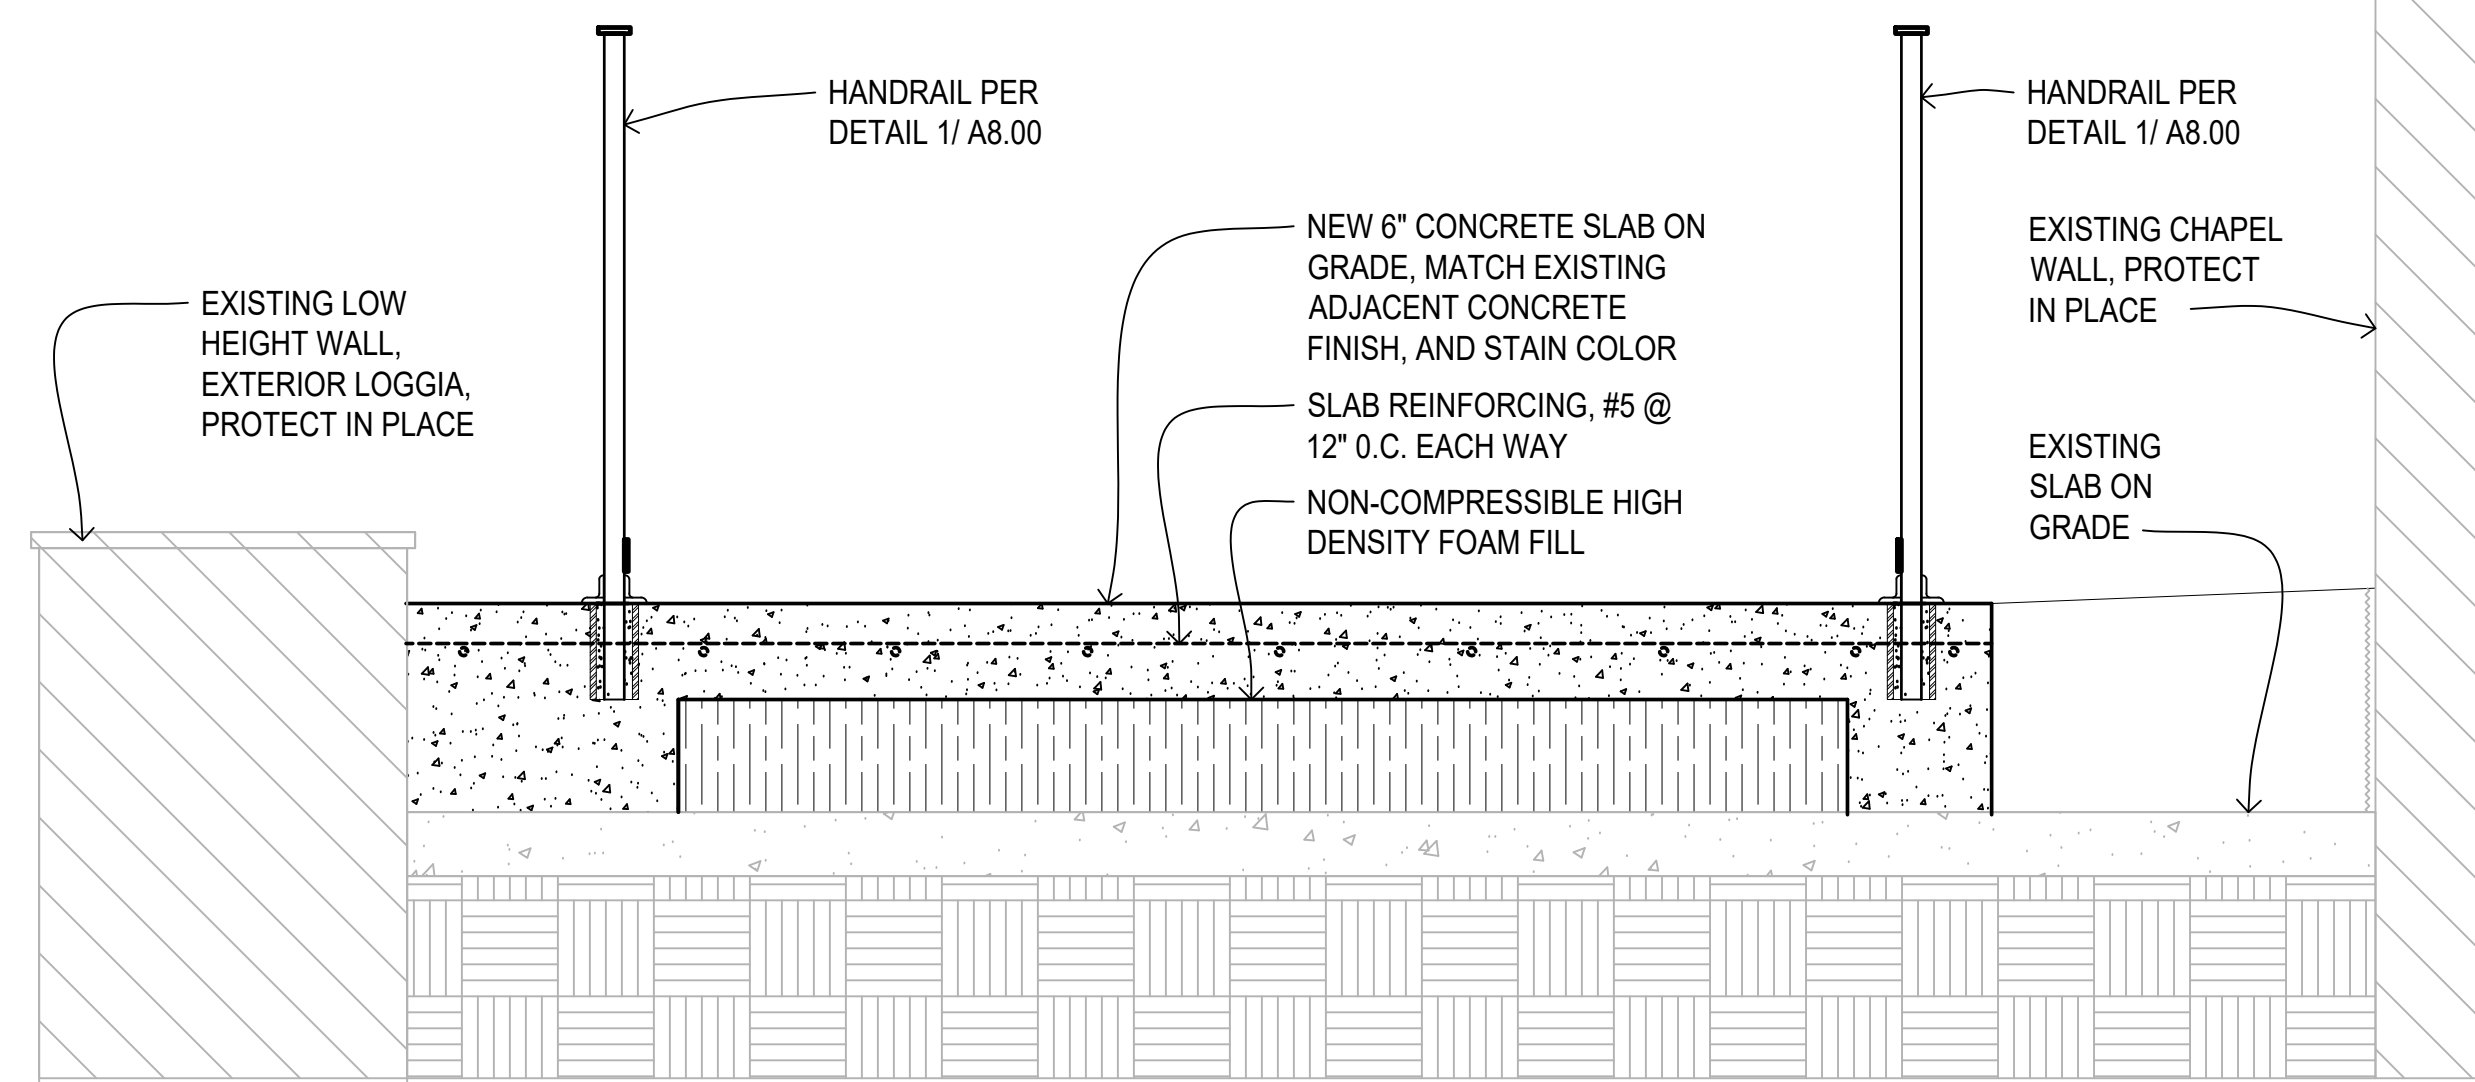 HANDRAIL PER
DETAIL 1/ A8.00
HANDRAIL PER
DETAIL 1/ A8.00
NEW 6" CONCRETE SLAB ON
GRADE, MATCH EXISTING
ADJACENT CONCRETE
FINISH, AND STAIN COLOR
EXISTING CHAPEL
WALL, PROTECT
IN PLACE
EXISTING LOW
HEIGHT WALL,
EXTERIOR LOGGIA,
PROTECT IN PLACE
SLAB REINFORCING, #5 @
12" 0.C. EACH WAY
EXISTING
SLAB ON
GRADE
NON-COMPRESSIBLE HIGH
DENSITY FOAM FILL